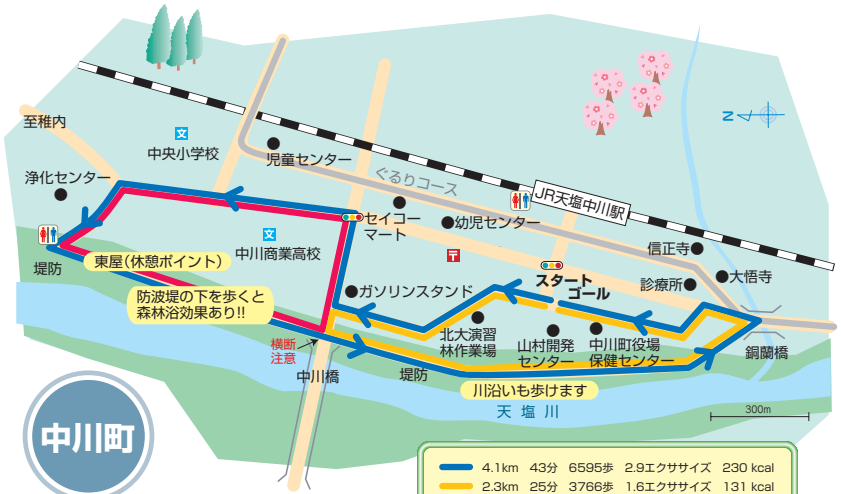 至稚内
文
中央小学校
児童センター
浄化センター
ぐるりコース
JR天塩中川駅
N
セイコー
マート
幼児センター
〒
文
中川商業高校
東屋(休憩ポイント)
堤防
防波堤の下を歩くと
森林浴効果あり!!
ガソリンスタンド
スタート
ゴール
信正寺
診療所
大悟寺
北大演習
林作業場
山村開発
センター
中川町役場
保健センター
銅蘭橋
横断
注意
中川橋
堤防
川沿いも歩けます
天塩川
300m
中川町
4.1km 43分 6595歩 2.9エクササイズ 230 kcal
2.3km 25分 3766歩 1.6エクササイズ 131 kcal